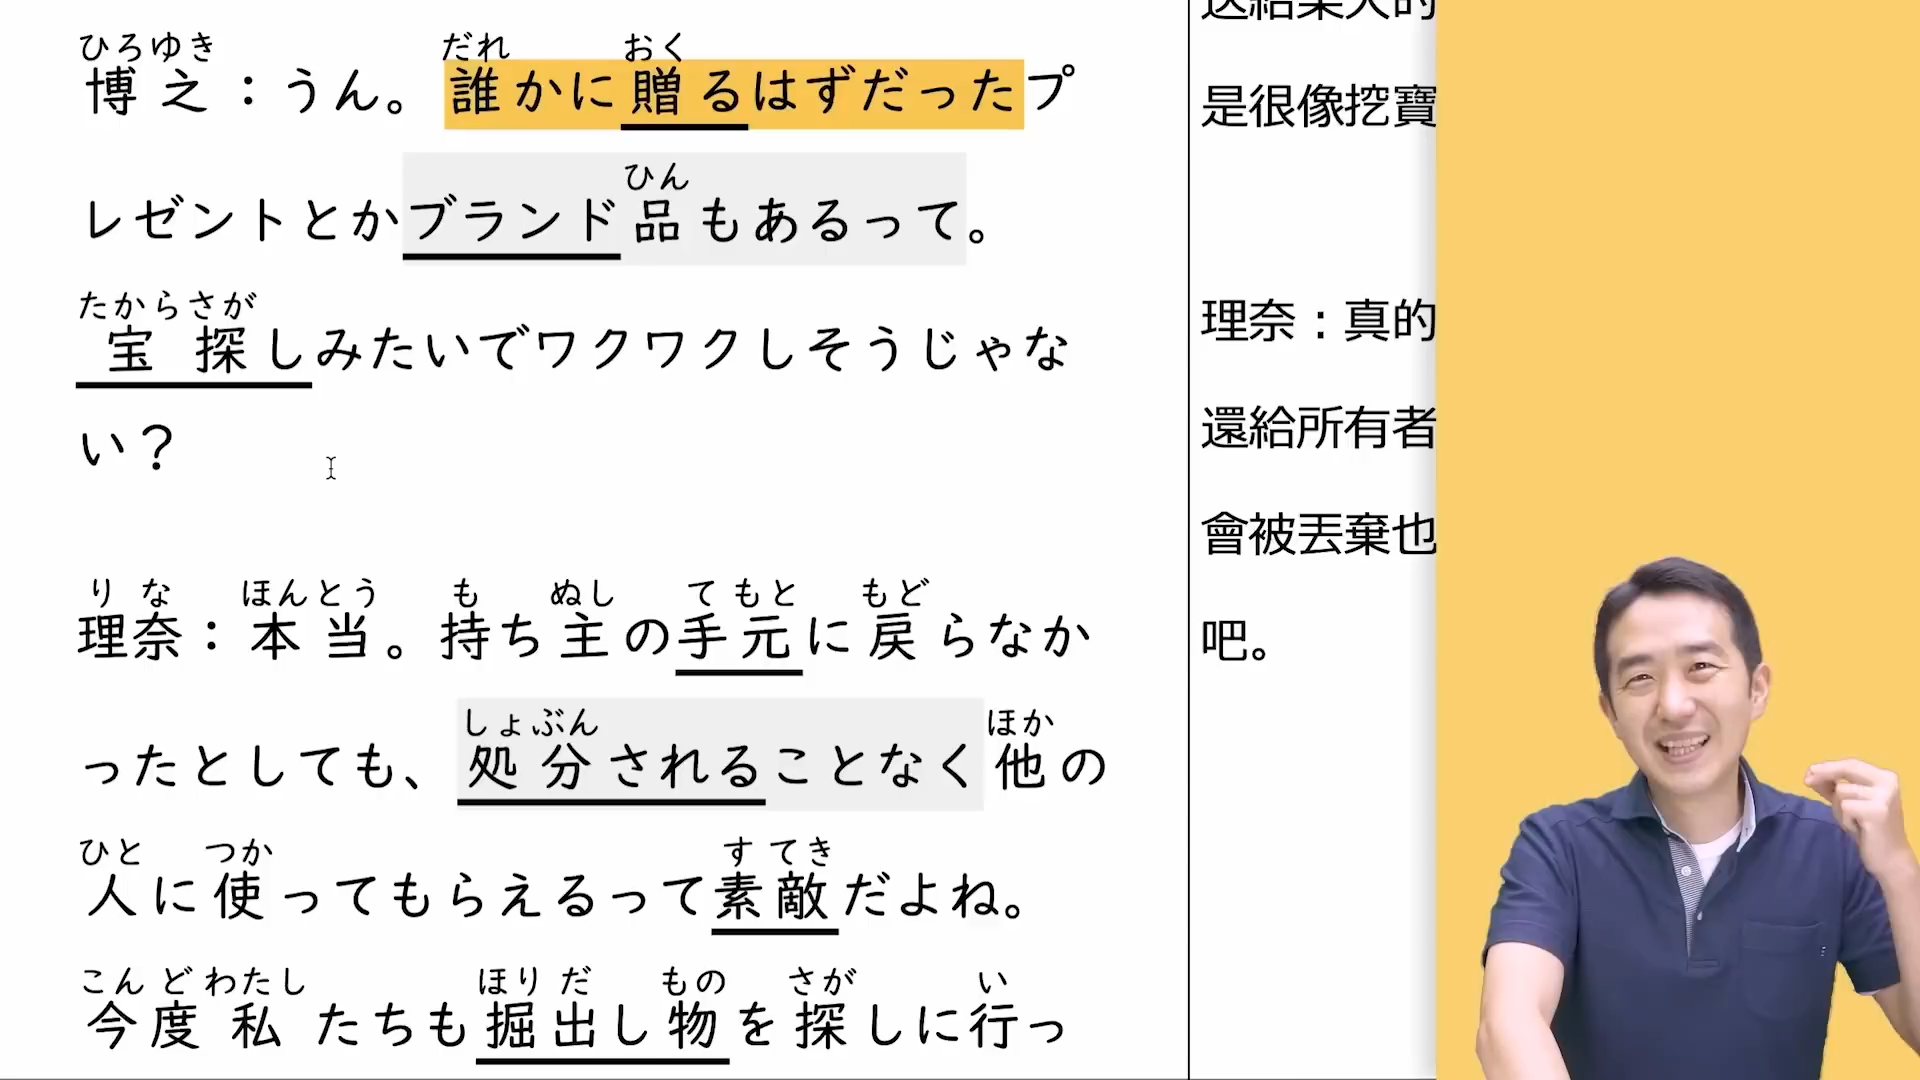 ひろゆき だれ おく
博之：うん。誰かに贈るはずだったプ
ひん
レゼントとかブランド品もあるって。
たからさが
宝探しみたいでワクワクしそうじゃな
い？
りな ほんとう も ぬし てもと もど
理奈：本当。持ち主の手元に戻らなか
しょぶん ほか
ったとしても、処分されることなく他の
ひと つか すてき
人に使ってもらえるって素敵だよね。
こんどわたし ほりだ もの さが い
今度私たちも掘出し物を探しに行っ
是很像挖寶
理奈：真的
還給所有者
會被丟棄也
吧。